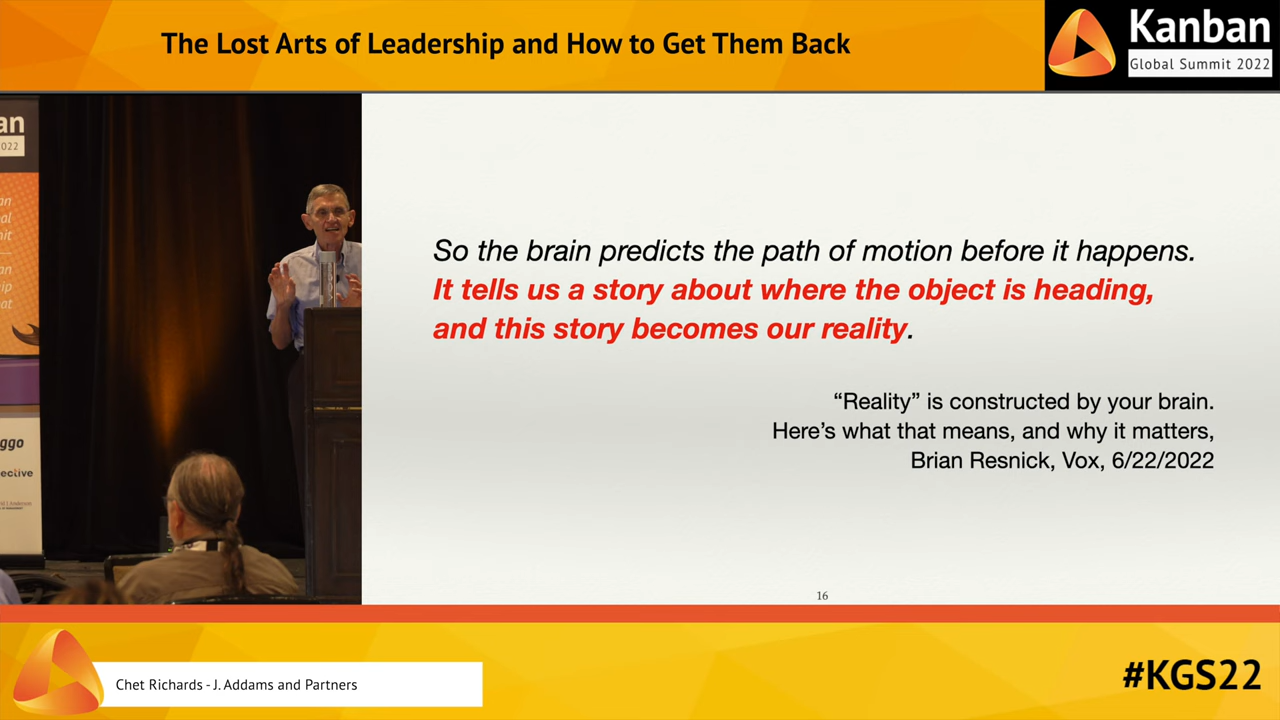 The Lost Arts of Leadership and How to Get Them Back
Kanban
Global Summit 2022
an
2022
So the brain predicts the path of motion before it happens.
It tells us a story about where the object is heading,
and this story becomes our reality.
“Reality” is constructed by your brain.
Here’s what that means, and why it matters,
Brian Resnick, Vox, 6/22/2022
16
Chet Richards - J. Addams and Partners
#KGS22